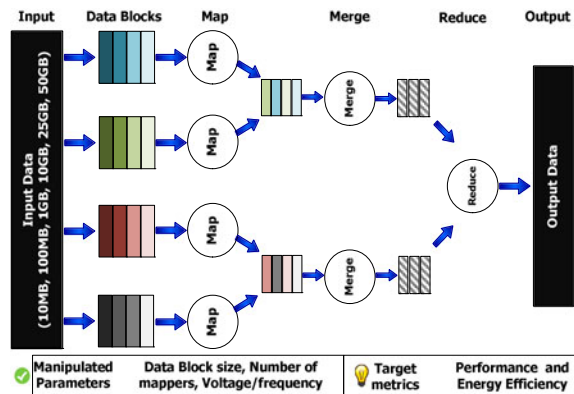 Input Data Blocks Map Merge Reduce Output
Input Data
(10MB, 100MB, 1GB, 10GB, 25GB, 50GB)
Map
Map
Map
Map
Merge
Merge
Reduce
Output Data
Manipulated
Parameters
Data Block size, Number of
mappers, Voltage/frequency
Target
metrics
Performance and
Energy Efficiency